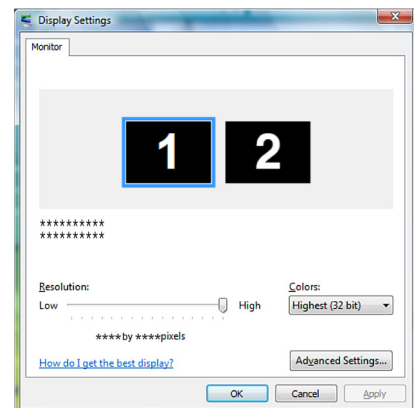 Display Settings
Monitor
1 2
**********
**********
Resolution: Colors:
Low High Highest (32 bit)
****by ****pixels
How do I get the best display? Advanced Settings...
OK Cancel Apply